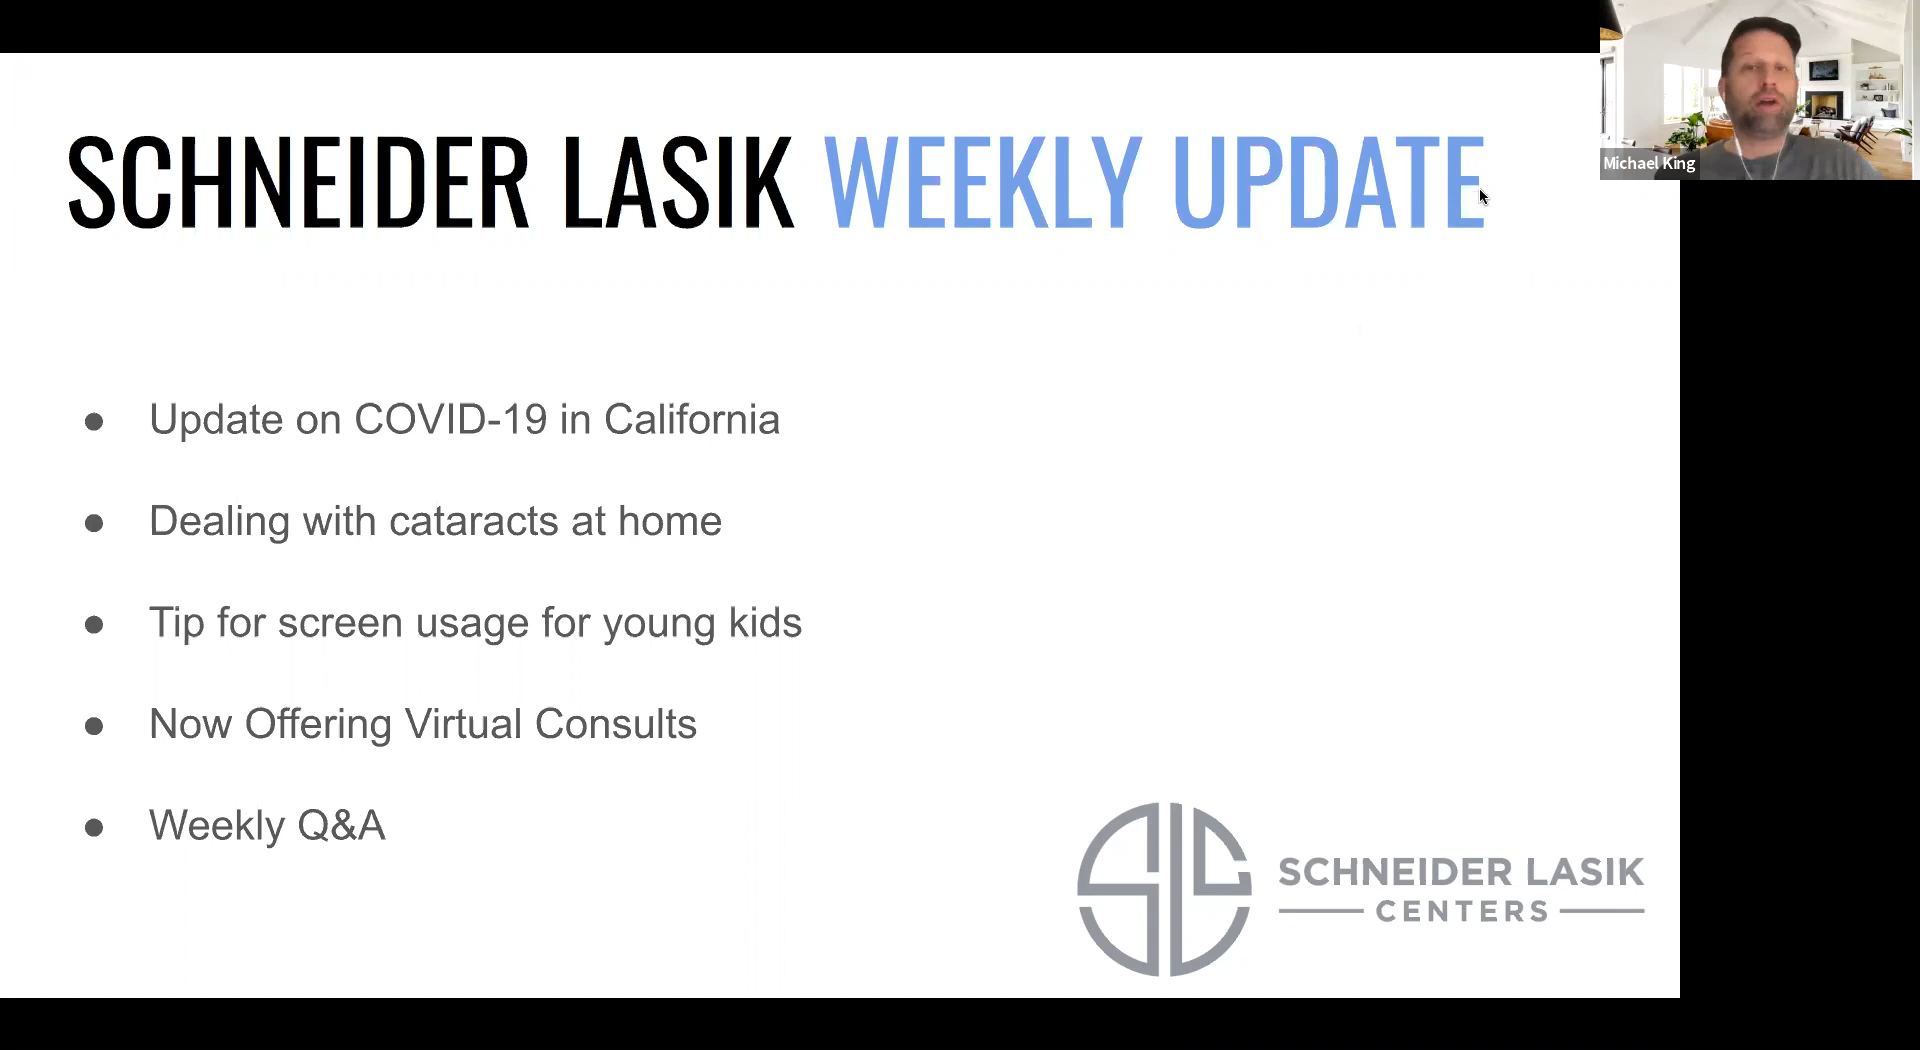 SCHNEIDER LASIK WEEKLY UPDATE
Michael King
● Update on COVID-19 in California
● Dealing with cataracts at home
● Tip for screen usage for young kids
● Now Offering Virtual Consults
● Weekly Q&A
SLC
SCHNEIDER LASIK
CENTERS